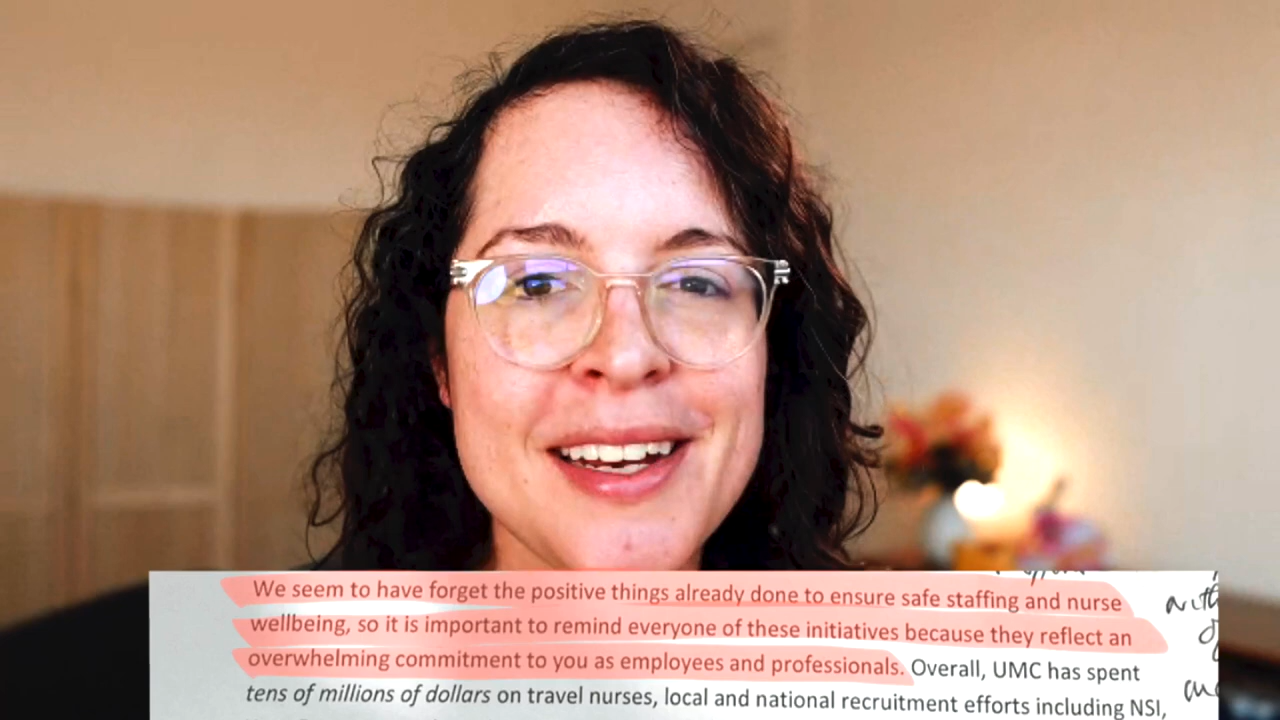 We seem to have forget the positive things already done to ensure safe staffing and nurse
wellbeing, so it is important to remind everyone of these initiatives because they reflect an
overwhelming commitment to you as employees and professionals. Overall, UMC has spent
tens of millions of dollars on travel nurses, local and national recruitment efforts including NSI,